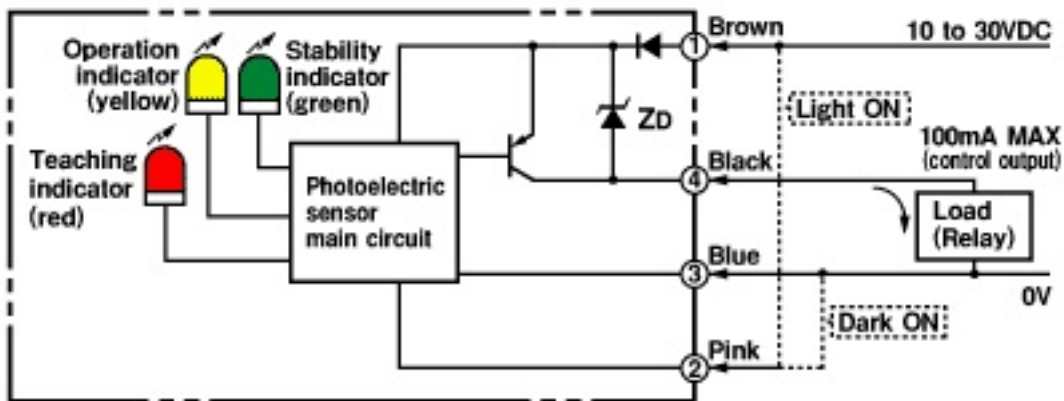 Operation
indicator
(yellow)
Stability
indicator
(green)
Teaching
indicator
(red)
Photoelectric
sensor
main circuit
ZD
1
Brown
10 to 30VDC
Light ON
100mA MAX
(control output)
4
Black
Load
(Relay)
3
Blue
0V
Dark ON
2
Pink